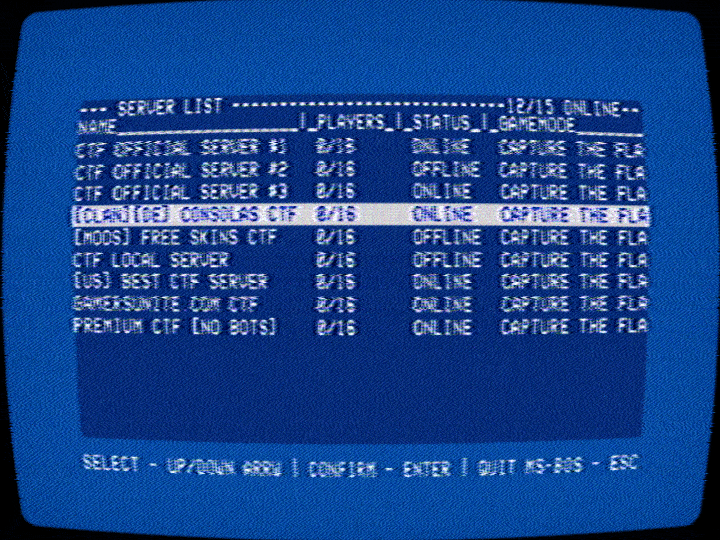 --- SERVER LIST ------------------------------12/15 ONLINE--
NAME_____________________|_PLAYERS_|_STATUS_|_GAMEMODE________
CTF OFFICIAL SERVER #1 0/16 ONLINE CAPTURE THE FLA
CTF OFFICIAL SERVER #2 0/16 OFFLINE CAPTURE THE FLA
CTF OFFICIAL SERVER #3 0/16 ONLINE CAPTURE THE FLA
[CLAN][DE] CONSOLAS CTF 0/16 ONLINE CAPTURE THE FLA
[MODS] FREE SKINS CTF 0/16 OFFLINE CAPTURE THE FLA
CTF LOCAL SERVER 0/16 OFFLINE CAPTURE THE FLA
[US] BEST CTF SERVER 0/16 ONLINE CAPTURE THE FLA
GAMERSUNITE.COM CTF 0/16 ONLINE CAPTURE THE FLA
PREMIUM CTF [NO BOTS] 0/16 ONLINE CAPTURE THE FLA
SELECT - UP/DOWN ARRW | CONFIRM - ENTER | QUIT MS-DOS - ESC